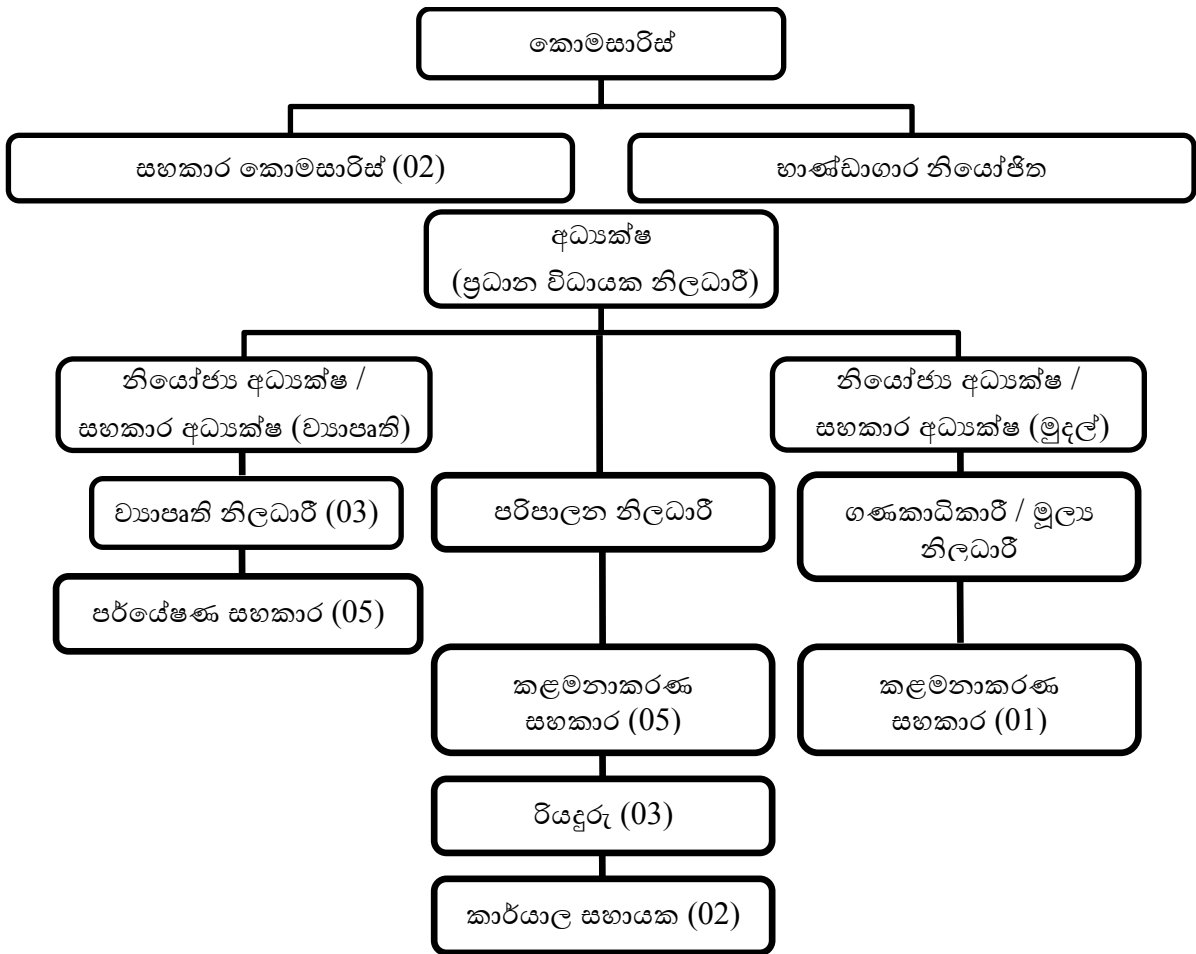 කොමසාරිස්
සහකාර කොමසාරිස් (02)
භාණ්ඩාගාර නියෝජිත
අධ්‍යක්ෂ
(ප්‍රධාන විධායක නිලධාරී)
නියෝජ්‍ය අධ්‍යක්ෂ /
සහකාර අධ්‍යක්ෂ (ව්‍යාපෘති)
නියෝජ්‍ය අධ්‍යක්ෂ /
සහකාර අධ්‍යක්ෂ (මුදල්)
ව්‍යාපෘති නිලධාරී (03)
පරිපාලන නිලධාරී
ගණකාධිකාරී / මූල්‍ය
නිලධාරී
පර්යේෂණ සහකාර (05)
කළමනාකරණ
සහකාර (05)
කළමනාකරණ
සහකාර (01)
රියදුරු (03)
කාර්යාල සහායක (02)